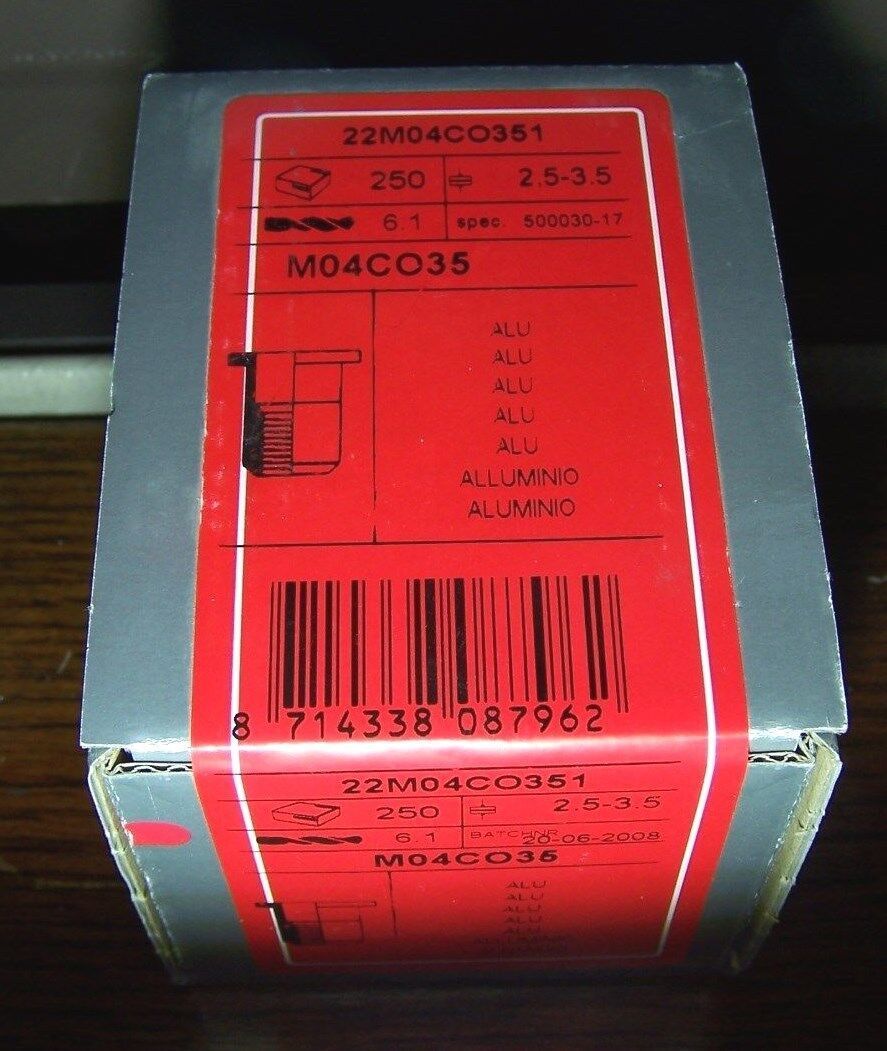 22M04CO351
250 2.5-3.5
6.1 spec. 500030-17
M04CO35
ALU
ALU
ALU
ALU
ALU
ALLUMINIO
ALUMINIO
8 714338 087962
22M04CO351
250 2.5-3.5
6.1 BATCHNR 20-06-2008
M04CO35
ALU
ALU
ALU
ALU
ALU